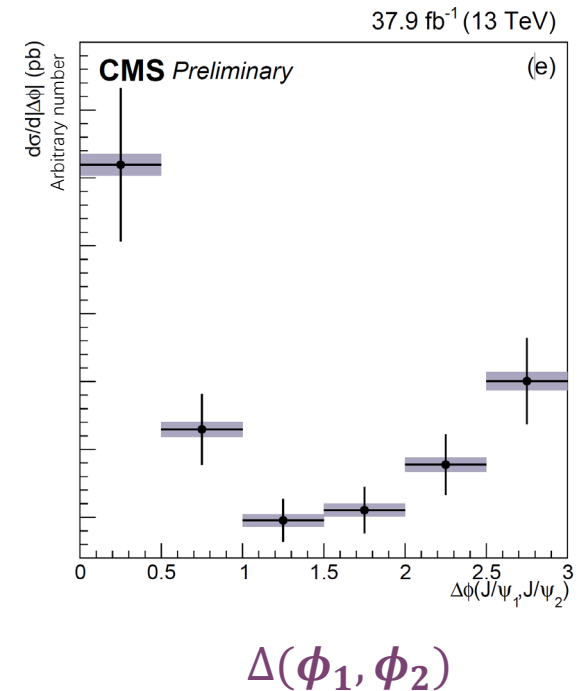 37.9 fb⁻¹ (13 TeV)
CMS Preliminary
(e)
dσ/d|Δϕ| (pb)
Arbitrary number
0 0.5 1 1.5 2 2.5 3
Δϕ(J/ψ₁,J/ψ₂)
Δ(ϕ₁, ϕ₂)